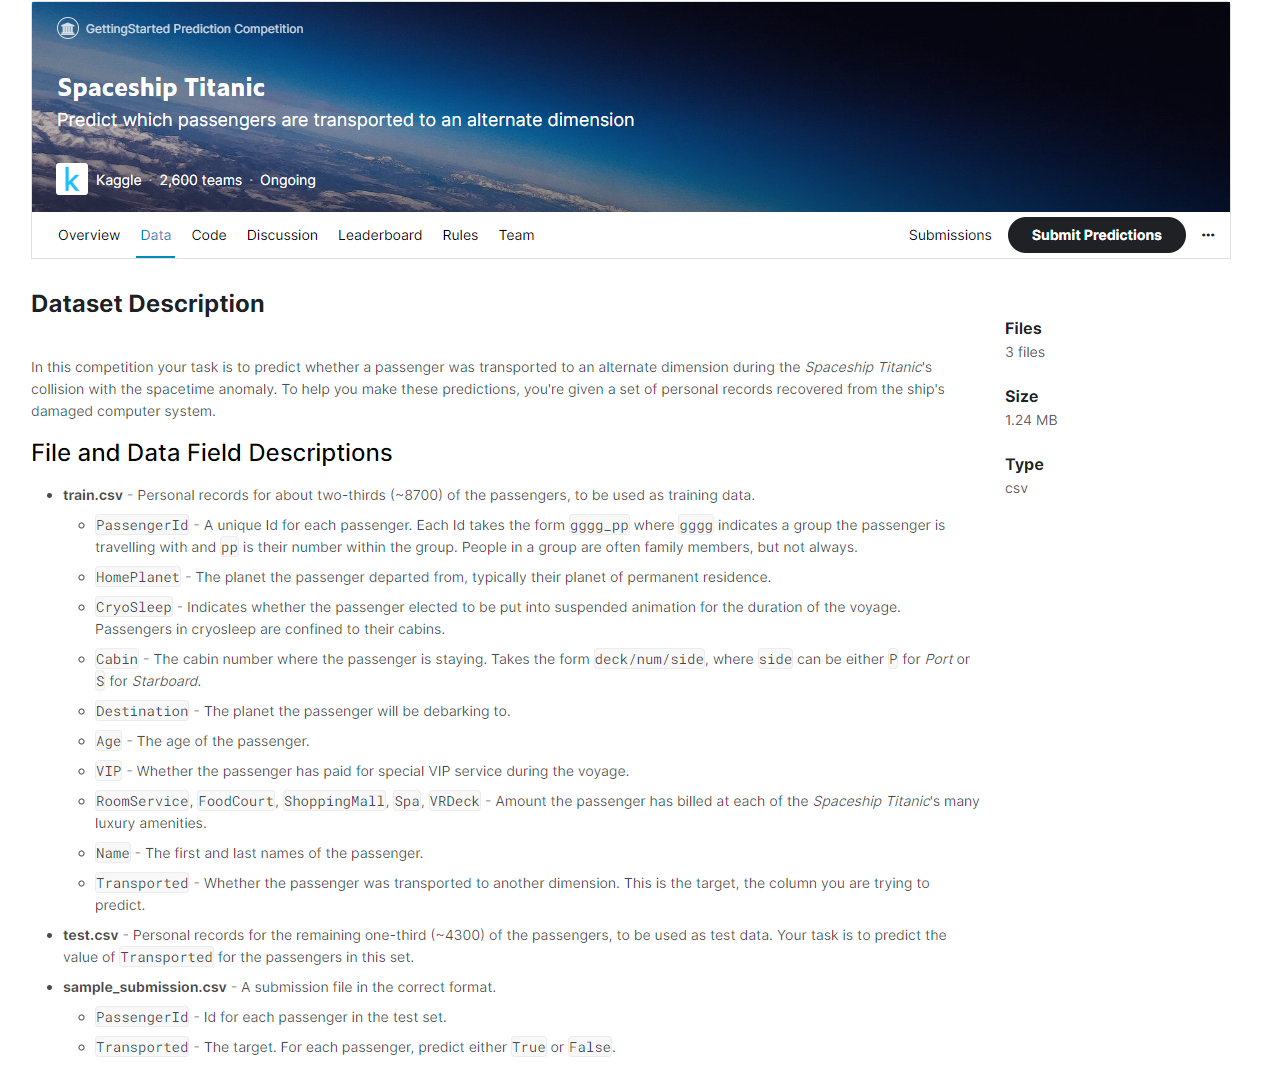 GettingStarted Prediction Competition
Spaceship Titanic
Predict which passengers are transported to an alternate dimension
k Kaggle · 2,600 teams · Ongoing
Overview Data Code Discussion Leaderboard Rules Team Submissions Submit Predictions ···
Dataset Description
Files
3 files
In this competition your task is to predict whether a passenger was transported to an alternate dimension during the Spaceship Titanic's
collision with the spacetime anomaly. To help you make these predictions, you're given a set of personal records recovered from the ship's
damaged computer system.
Size
1.24 MB
Type
csv
File and Data Field Descriptions
• train.csv - Personal records for about two-thirds (~8700) of the passengers, to be used as training data.
◦ PassengerId - A unique Id for each passenger. Each Id takes the form gggg_pp where gggg indicates a group the passenger is
travelling with and pp is their number within the group. People in a group are often family members, but not always.
◦ HomePlanet - The planet the passenger departed from, typically their planet of permanent residence.
◦ CryoSleep - Indicates whether the passenger elected to be put into suspended animation for the duration of the voyage.
Passengers in cryosleep are confined to their cabins.
◦ Cabin - The cabin number where the passenger is staying. Takes the form deck/num/side, where side can be either P for Port or
S for Starboard.
◦ Destination - The planet the passenger will be debarking to.
◦ Age - The age of the passenger.
◦ VIP - Whether the passenger has paid for special VIP service during the voyage.
◦ RoomService, FoodCourt, ShoppingMall, Spa, VRDeck - Amount the passenger has billed at each of the Spaceship Titanic's many
luxury amenities.
◦ Name - The first and last names of the passenger.
◦ Transported - Whether the passenger was transported to another dimension. This is the target, the column you are trying to
predict.
• test.csv - Personal records for the remaining one-third (~4300) of the passengers, to be used as test data. Your task is to predict the
value of Transported for the passengers in this set.
• sample_submission.csv - A submission file in the correct format.
◦ PassengerId - Id for each passenger in the test set.
◦ Transported - The target. For each passenger, predict either True or False.